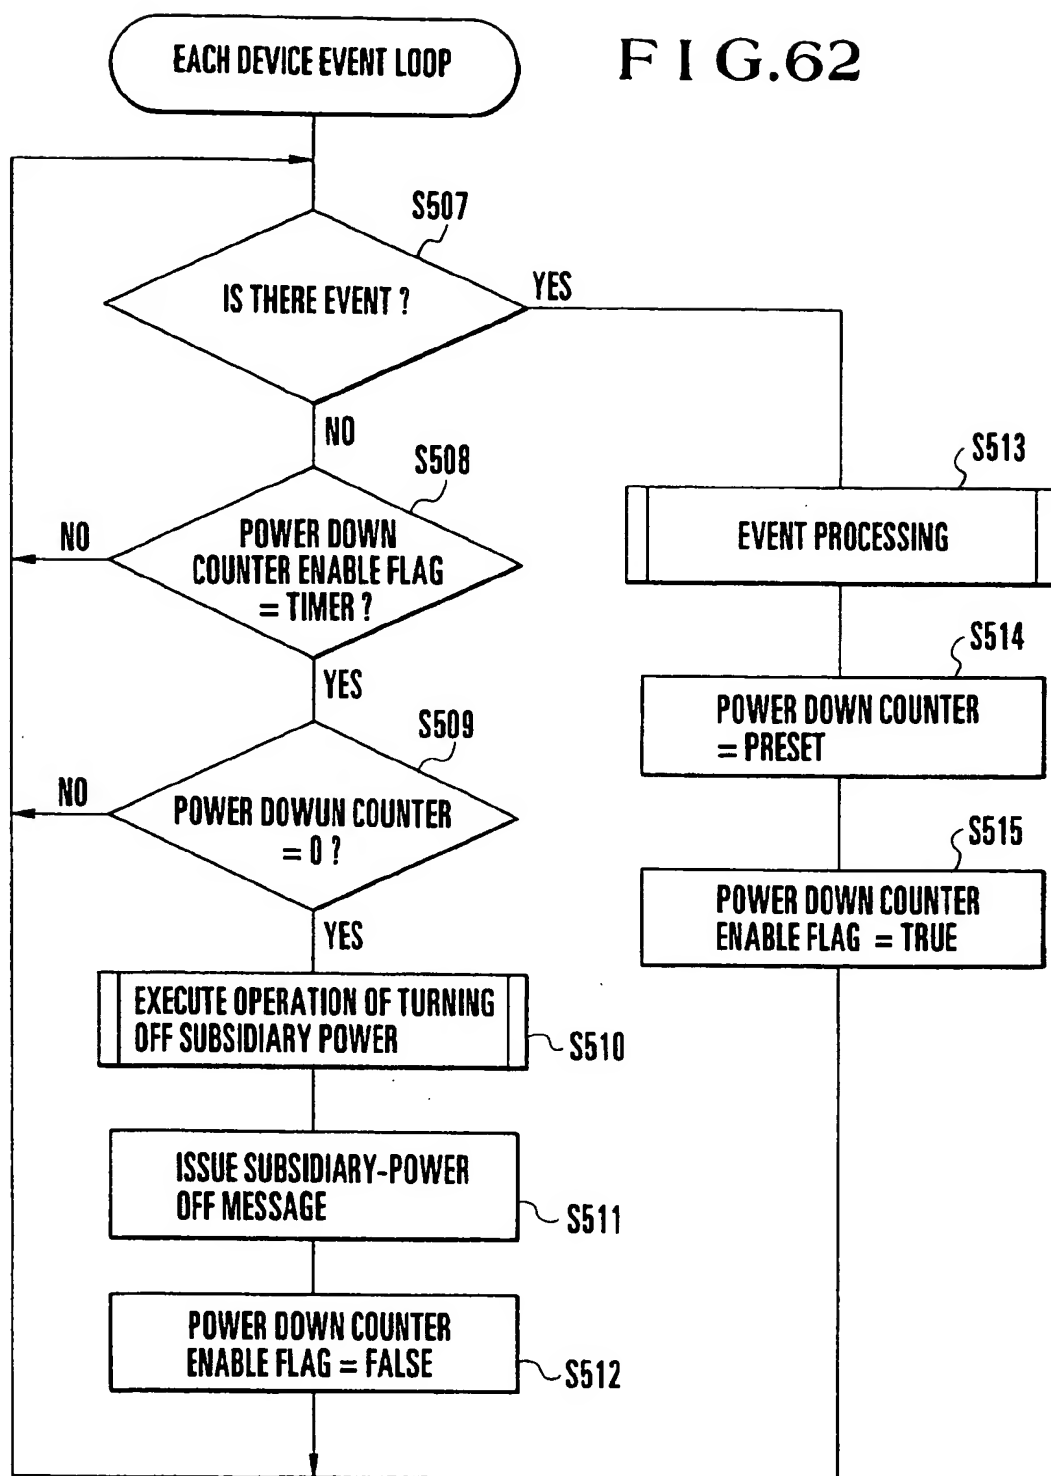 EACH DEVICE EVENT LOOP
FIG.62
S507
IS THERE EVENT ?
YES
NO
S508
POWER DOWN
COUNTER ENABLE FLAG
= TIMER ?
NO
YES
S509
POWER DOWUN COUNTER
= 0 ?
NO
YES
EXECUTE OPERATION OF TURNING
OFF SUBSIDIARY POWER
S510
ISSUE SUBSIDIARY-POWER
OFF MESSAGE
S511
POWER DOWN COUNTER
ENABLE FLAG = FALSE
S512
S513
EVENT PROCESSING
S514
POWER DOWN COUNTER
= PRESET
S515
POWER DOWN COUNTER
ENABLE FLAG = TRUE